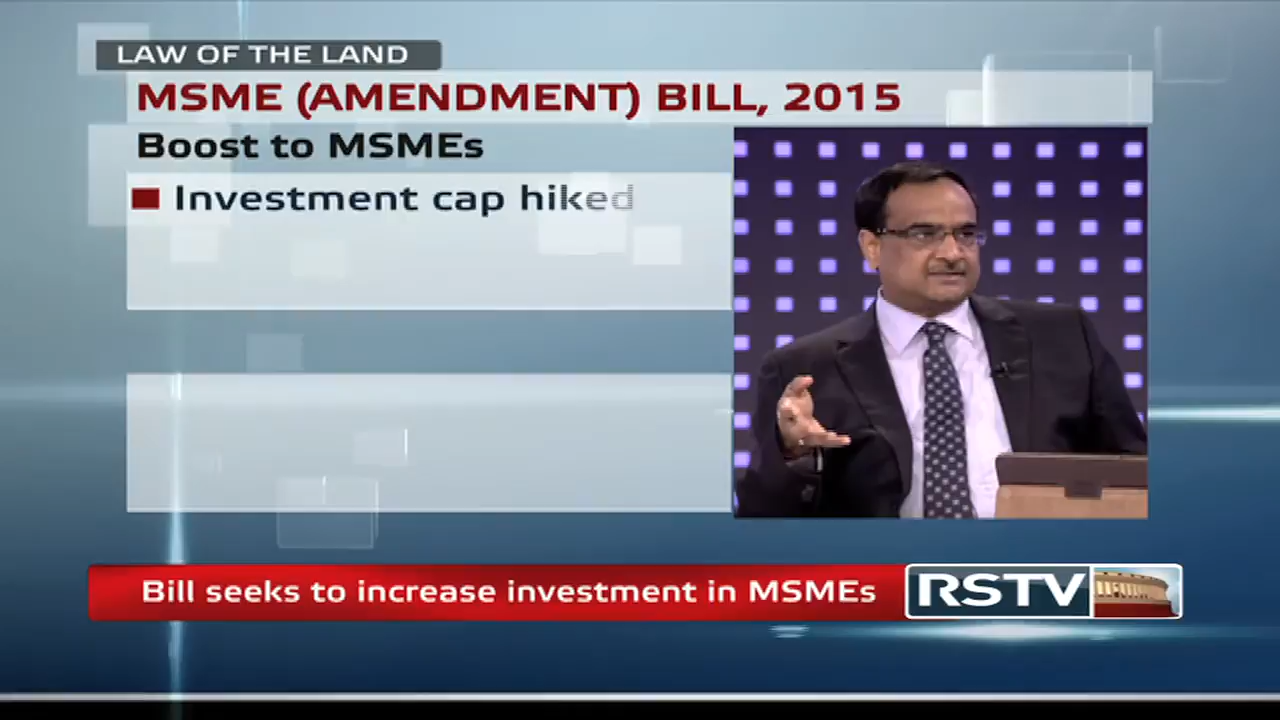 LAW OF THE LAND
MSME (AMENDMENT) BILL, 2015
Boost to MSMEs
Investment cap hiked
Bill seeks to increase investment in MSMEs
RSTV